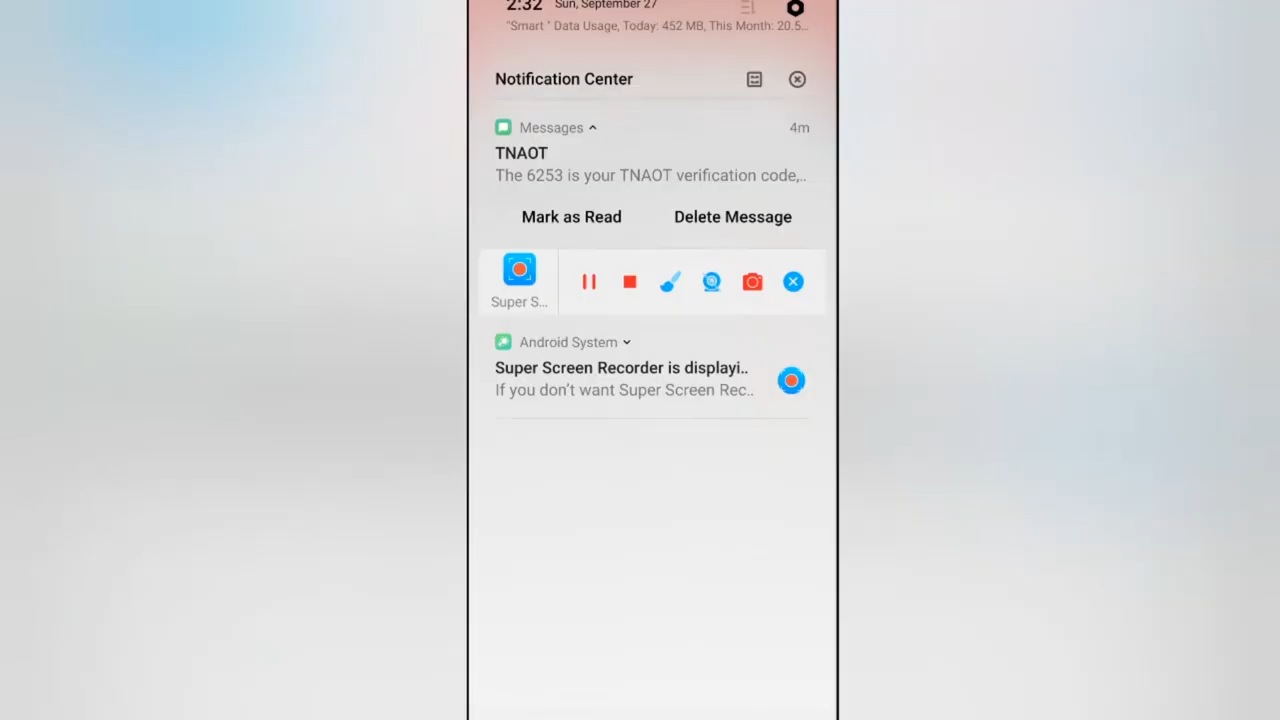 2:32 Sun, September 27
"Smart " Data Usage, Today: 452 MB, This Month: 20.5...
Notification Center
Messages 4m
TNAOT
The 6253 is your TNAOT verification code,..
Mark as Read Delete Message
Super S...
Android System
Super Screen Recorder is displayi..
If you don't want Super Screen Rec..